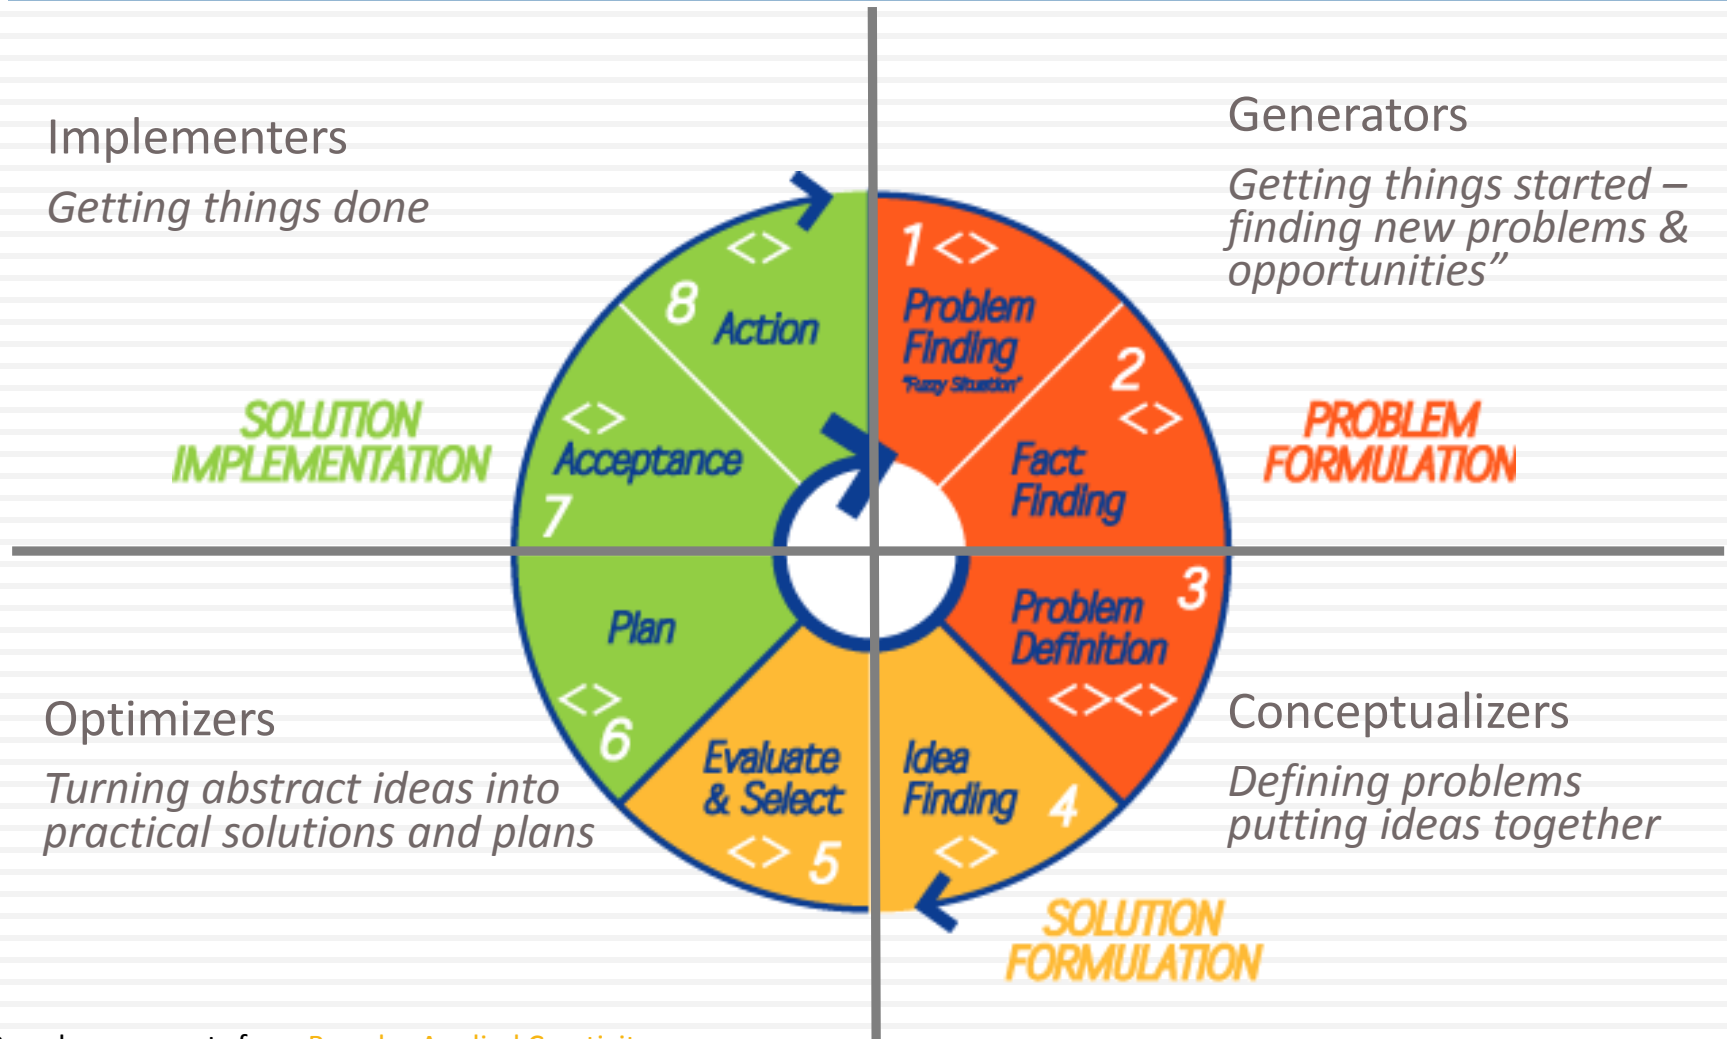 Implementers
Getting things done
Generators
Getting things started –
finding new problems &
opportunities”
1 <>
Problem
Finding
"Fuzzy Situation"
2
<>
Fact
Finding
PROBLEM
FORMULATION
3
Problem
Definition
<><>
Conceptualizers
Defining problems
putting ideas together
Idea
Finding
4
<>
SOLUTION
FORMULATION
Evaluate
& Select
<> 5
Plan
<>
6
Optimizers
Turning abstract ideas into
practical solutions and plans
<>
Acceptance
7
SOLUTION
IMPLEMENTATION
<>
8
Action